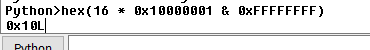 Python>hex(16 * 0x10000001 & 0xFFFFFFFF)
0x10L
Python